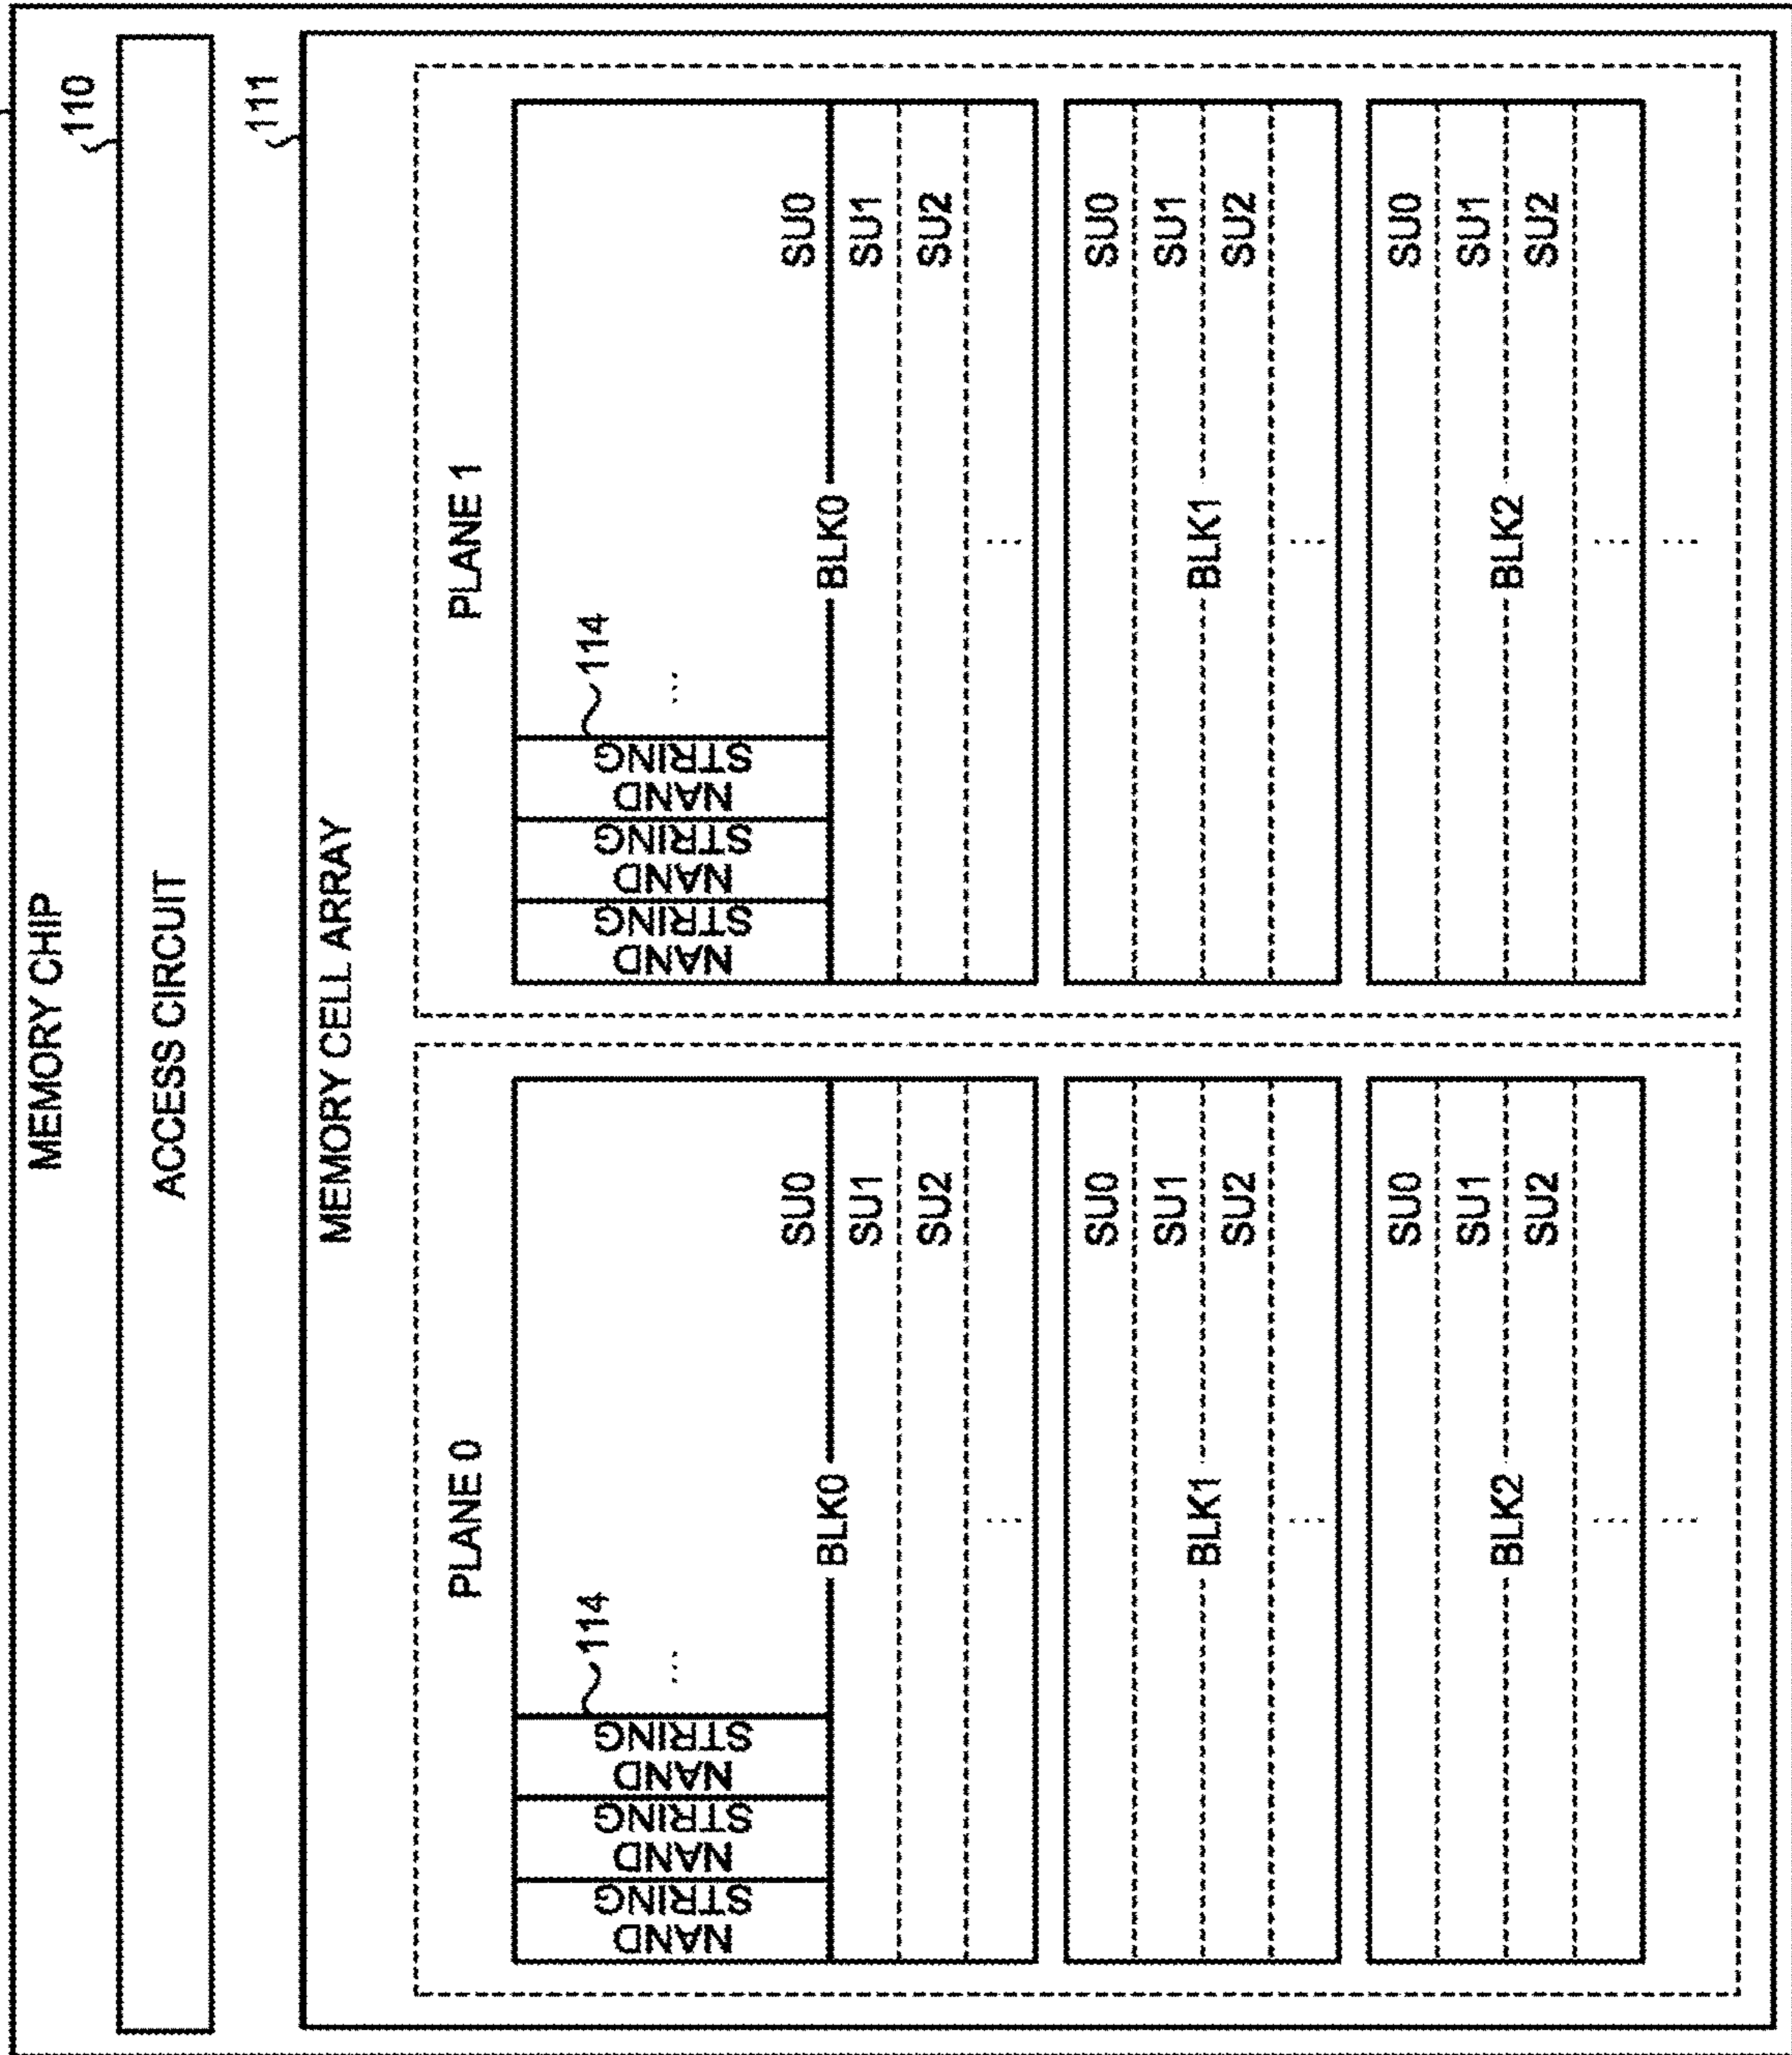 MEMORY CHIP
110
ACCESS CIRCUIT
111
MEMORY CELL ARRAY
PLANE 0
NAND STRING
NAND STRING
NAND STRING
114
...
SU0
BLK0
SU1
SU2
...
SU0
SU1
BLK1
SU2
...
SU0
SU1
BLK2
SU2
...
...
PLANE 1
NAND STRING
NAND STRING
NAND STRING
114
...
SU0
BLK0
SU1
SU2
...
SU0
SU1
BLK1
SU2
...
SU0
SU1
BLK2
SU2
...
...